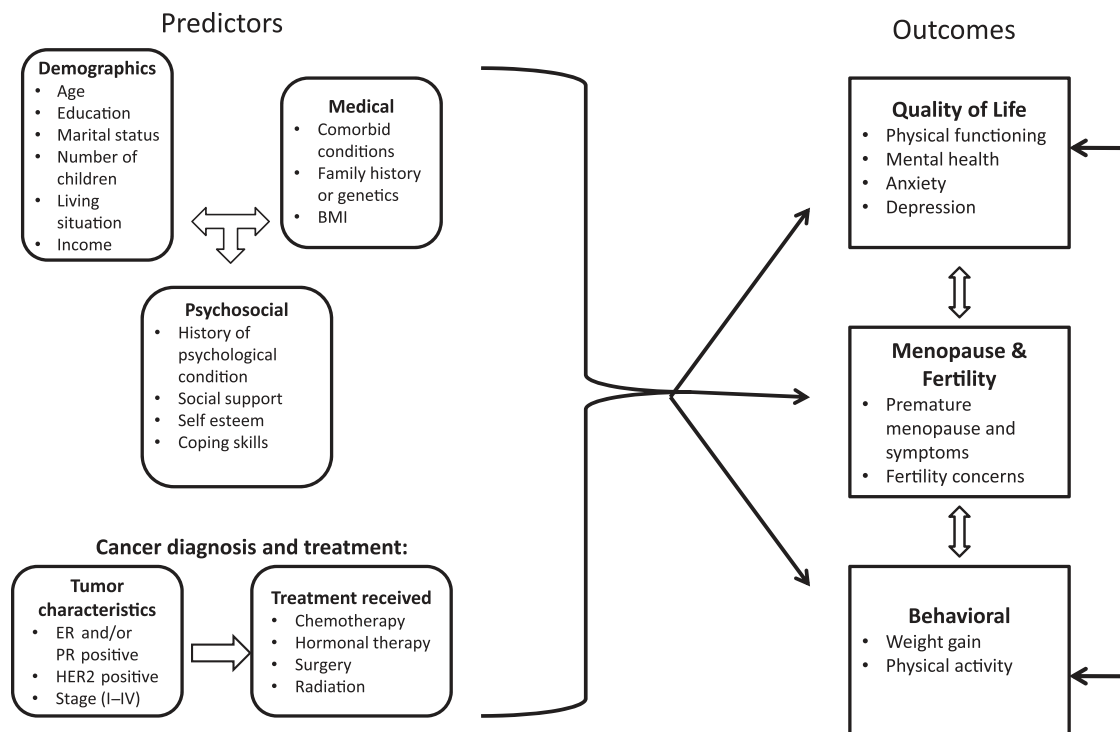 Predictors
Outcomes
Demographics
• Age
• Education
• Marital status
• Number of
children
• Living
situation
• Income
Medical
• Comorbid
conditions
• Family history
or genetics
• BMI
Psychosocial
• History of
psychological
condition
• Social support
• Self esteem
• Coping skills
Cancer diagnosis and treatment:
Tumor
characteristics
• ER and/or
PR positive
• HER2 positive
• Stage (I–IV)
Treatment received
• Chemotherapy
• Hormonal therapy
• Surgery
• Radiation
Quality of Life
• Physical functioning
• Mental health
• Anxiety
• Depression
Menopause &
Fertility
• Premature
menopause and
symptoms
• Fertility concerns
Behavioral
• Weight gain
• Physical activity